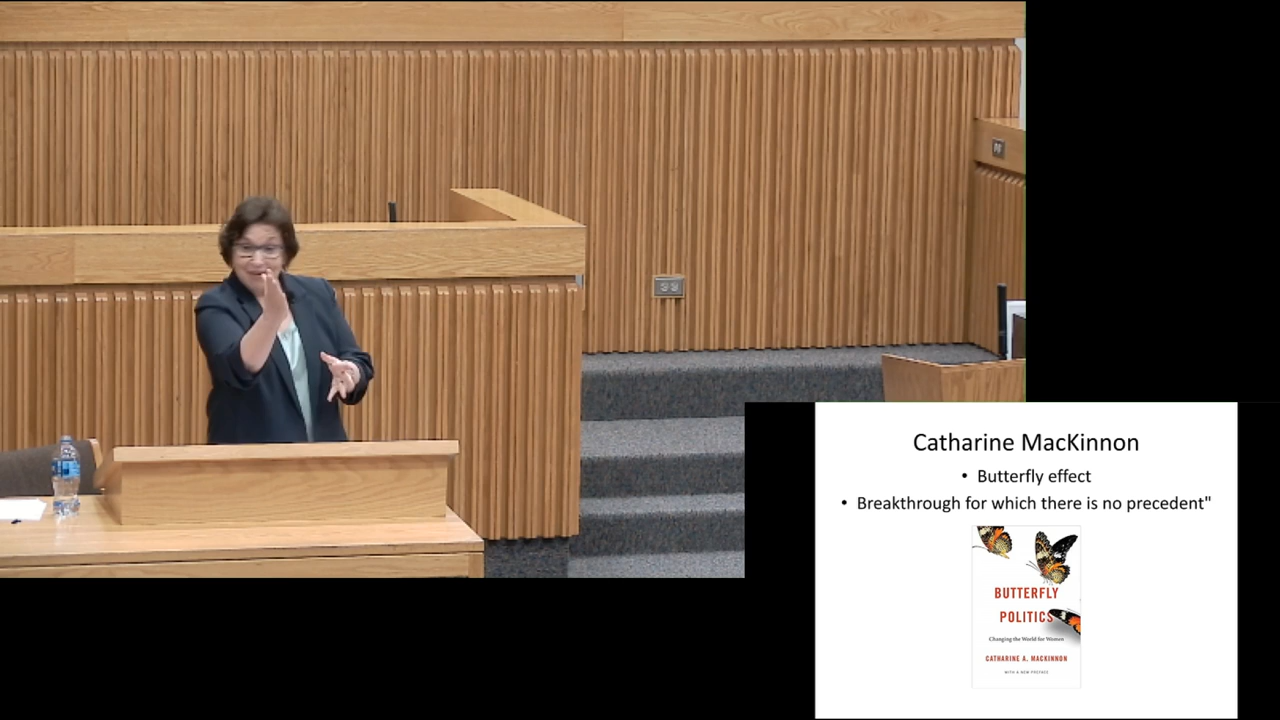 Catharine MacKinnon
• Butterfly effect
• Breakthrough for which there is no precedent"
BUTTERFLY
POLITICS
Changing the World for Women
CATHARINE A. MACKINNON
WITH A NEW PREFACE